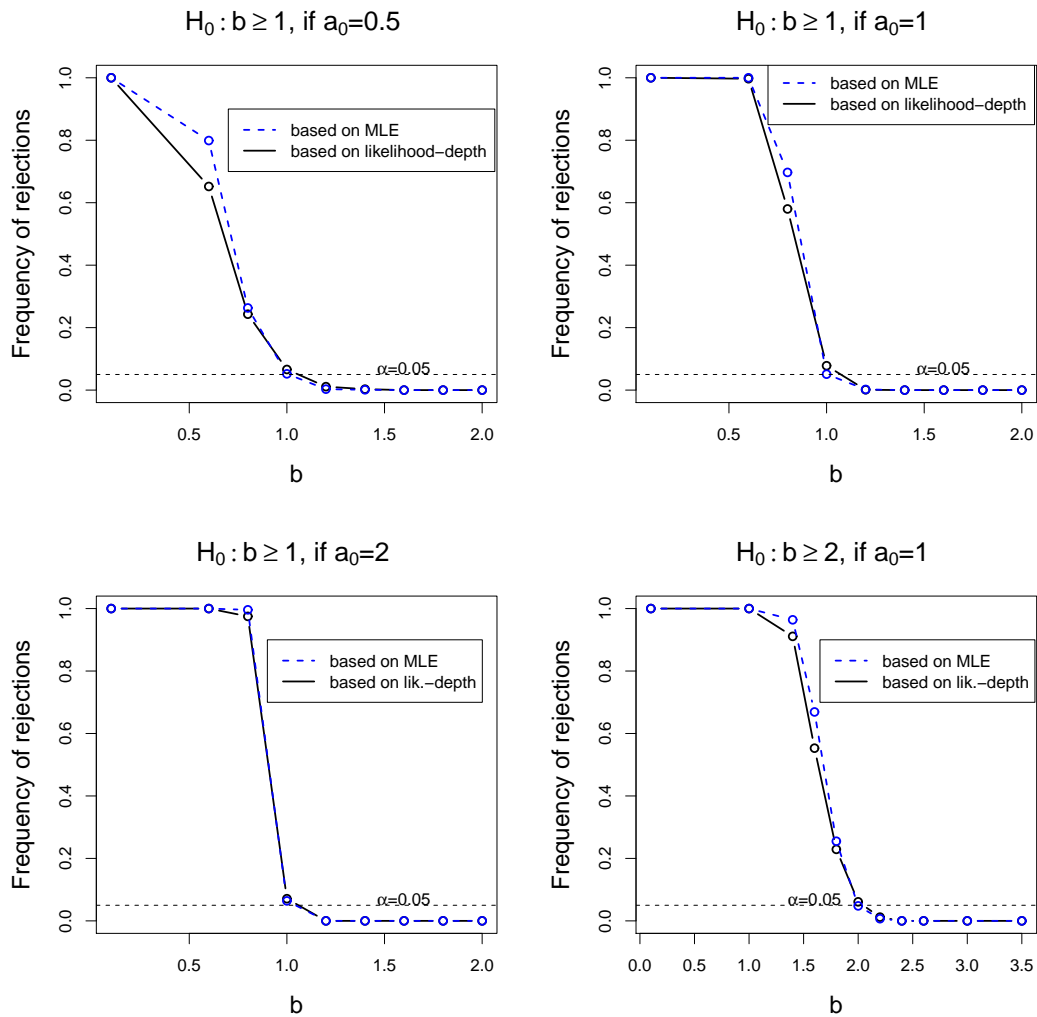 H₀ : b ≥ 1, if a₀=0.5
Frequency of rejections
0.0 0.2 0.4 0.6 0.8 1.0
based on MLE
based on likelihood−depth
α=0.05
0.5 1.0 1.5 2.0
b
H₀ : b ≥ 1, if a₀=1
Frequency of rejections
0.0 0.2 0.4 0.6 0.8 1.0
based on MLE
based on likelihood−depth
α=0.05
0.5 1.0 1.5 2.0
b
H₀ : b ≥ 1, if a₀=2
Frequency of rejections
0.0 0.2 0.4 0.6 0.8 1.0
based on MLE
based on lik.−depth
α=0.05
0.5 1.0 1.5 2.0
b
H₀ : b ≥ 2, if a₀=1
Frequency of rejections
0.0 0.2 0.4 0.6 0.8 1.0
based on MLE
based on lik.−depth
α=0.05
0.0 0.5 1.0 1.5 2.0 2.5 3.0 3.5
b